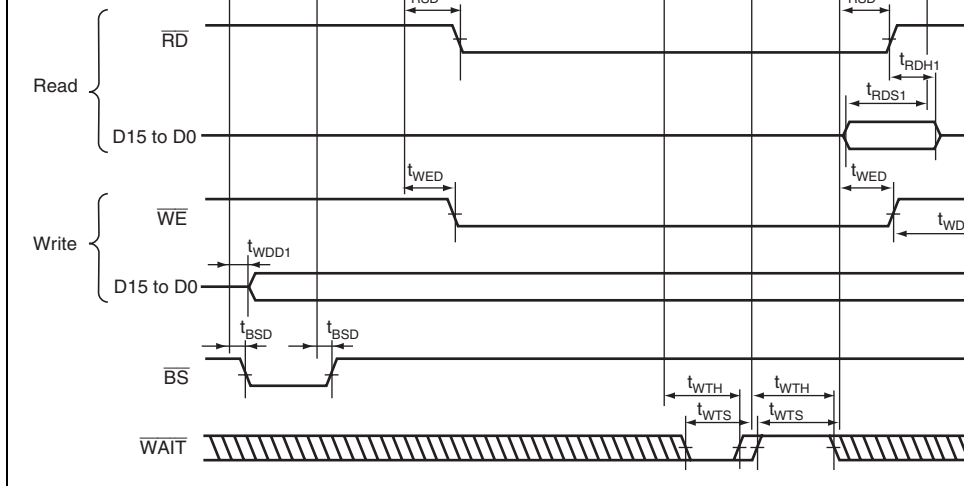 tRSD tRSD
RD
tRDH1
Read
tRDS1
D15 to D0
tWED tWED
WE
tWD
Write
tWDD1
D15 to D0
tBSD tBSD
BS
tWTH tWTH
tWTS tWTS
WAIT